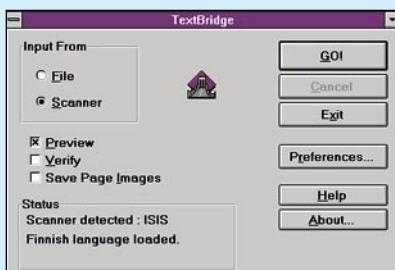 TextBridge
Input From
File
Scanner
Preview
Verify
Save Page Images
Status
Scanner detected : ISIS
Finnish language loaded.
GO!
Cancel
Exit
Preferences...
Help
About...